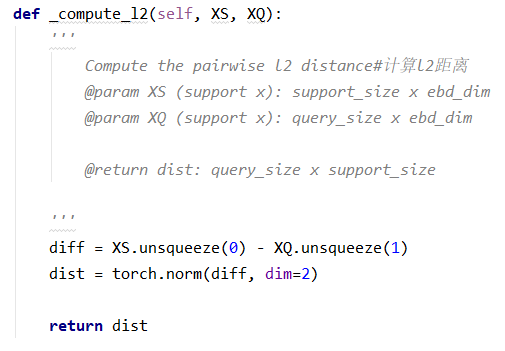 def _compute_l2(self, XS, XQ):
'''
Compute the pairwise l2 distance#计算l2距离
@param XS (support x): support_size x ebd_dim
@param XQ (support x): query_size x ebd_dim
@return dist: query_size x support_size
'''
diff = XS.unsqueeze(0) - XQ.unsqueeze(1)
dist = torch.norm(diff, dim=2)
return dist